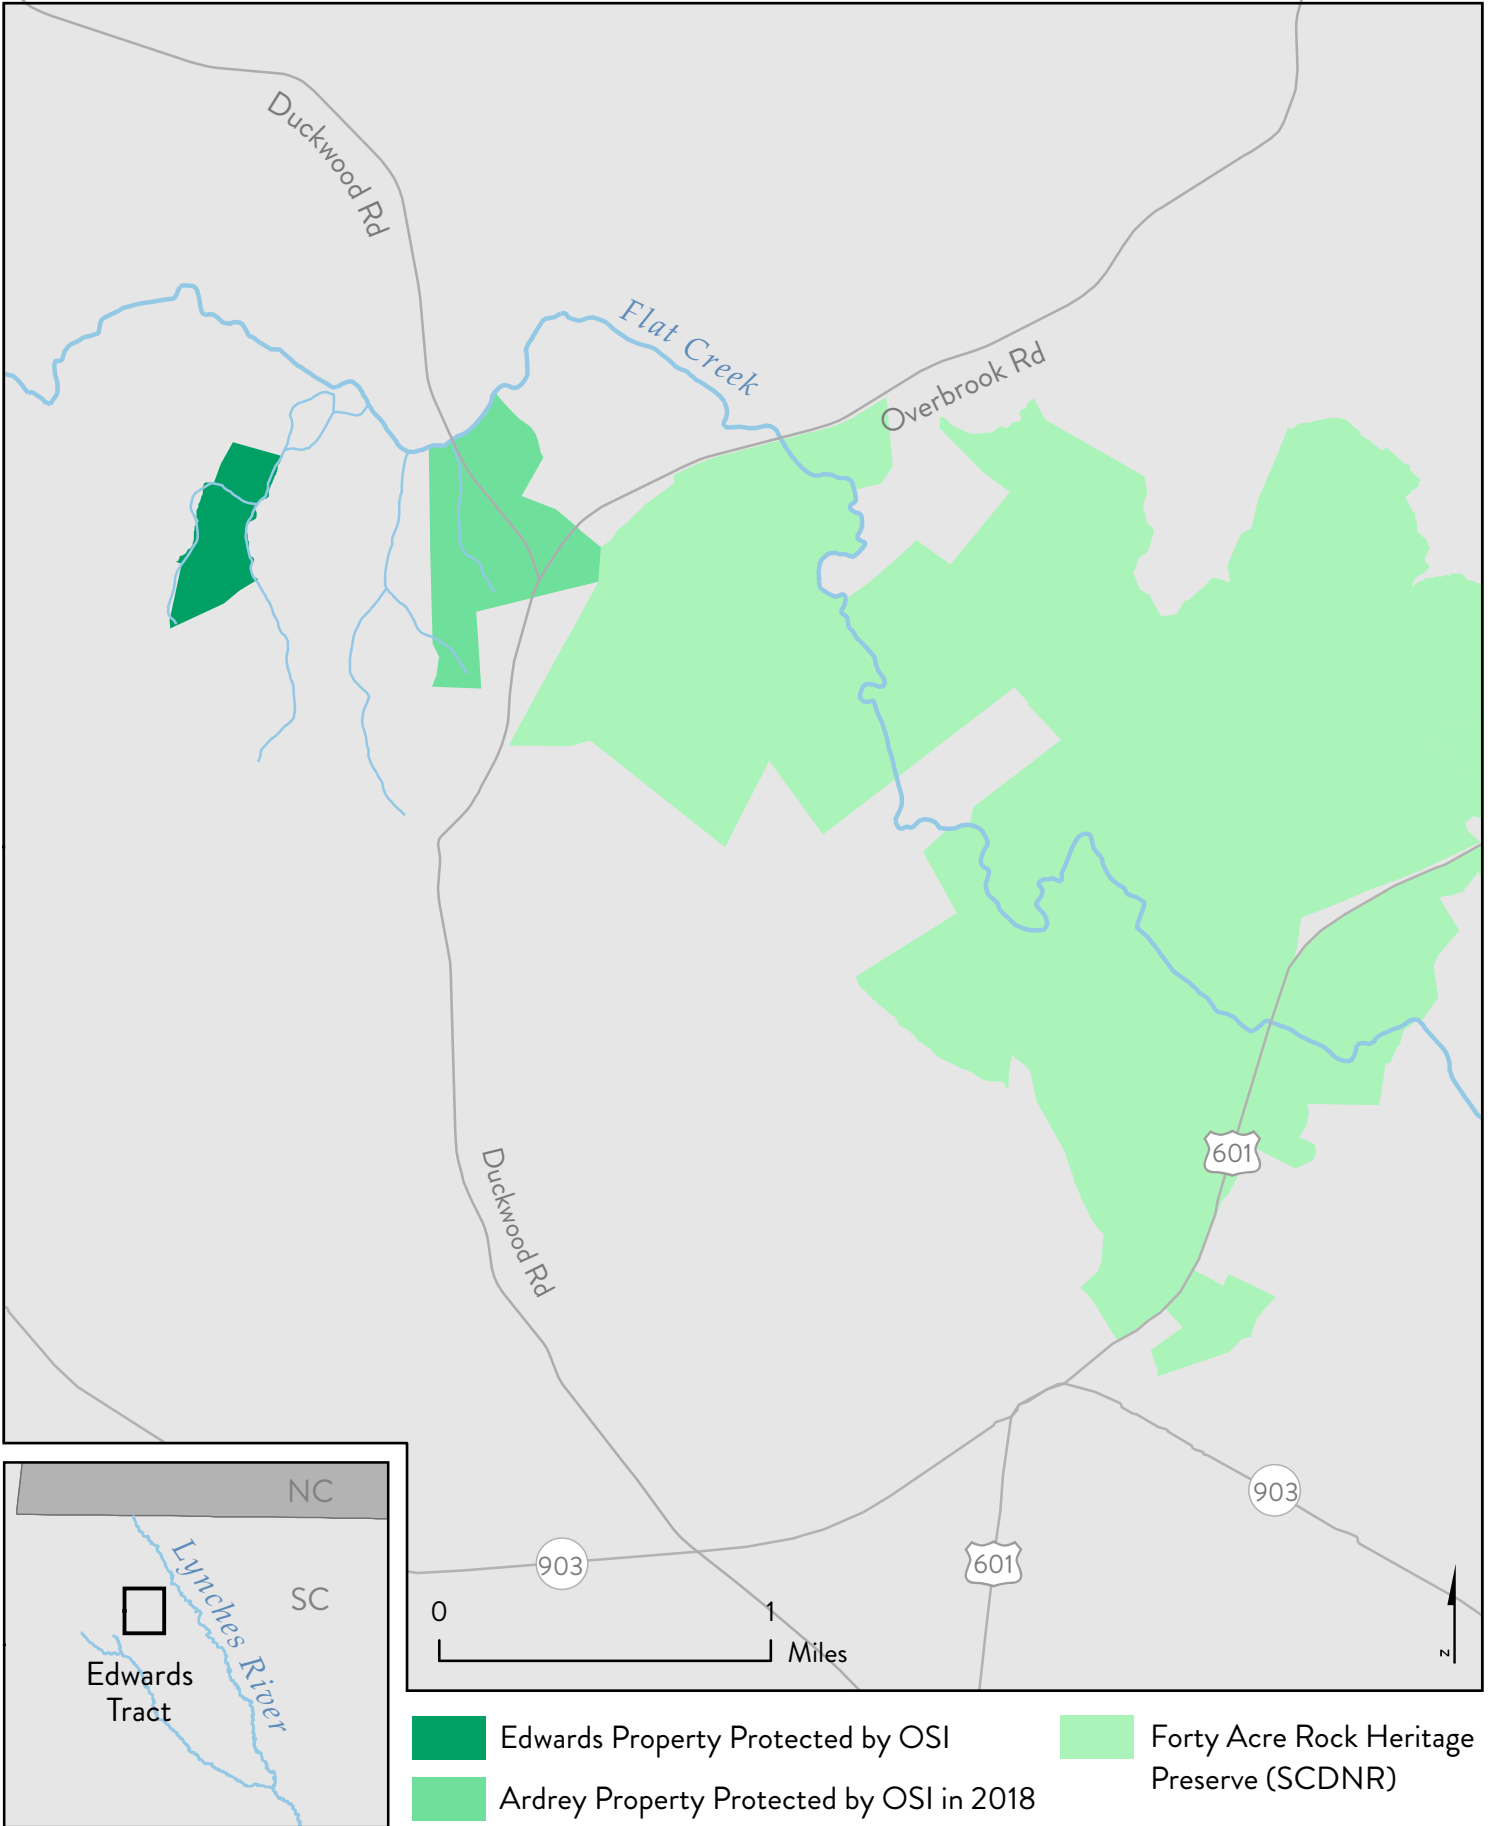 Duckwood Rd
Flat Creek
Overbrook Rd
601
Duckwood Rd
903
903
601
0 1
Miles
N
NC
SC
Lynches River
Edwards
Tract
Edwards Property Protected by OSI
Ardrey Property Protected by OSI in 2018
Forty Acre Rock Heritage
Preserve (SCDNR)